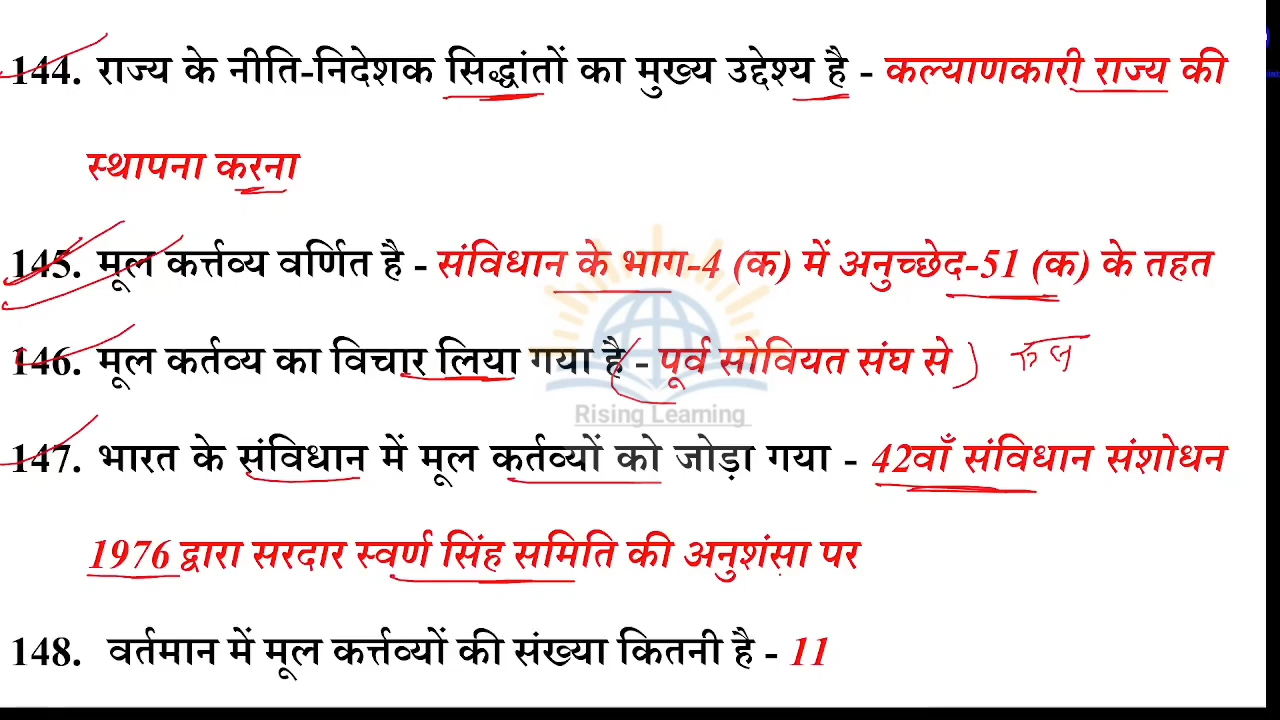 144. राज्य के नीति-निदेशक सिद्धांतों का मुख्य उद्देश्य है - कल्याणकारी राज्य की
स्थापना करना
145. मूल कर्त्तव्य वर्णित है - संविधान के भाग-4 (क) में अनुच्छेद-51 (क) के तहत
146. मूल कर्तव्य का विचार लिया गया है - पूर्व सोवियत संघ से
Rising Learning
147. भारत के संविधान में मूल कर्तव्यों को जोड़ा गया - 42वाँ संविधान संशोधन
1976 द्वारा सरदार स्वर्ण सिंह समिति की अनुशंसा पर
148. वर्तमान में मूल कर्त्तव्यों की संख्या कितनी है - 11